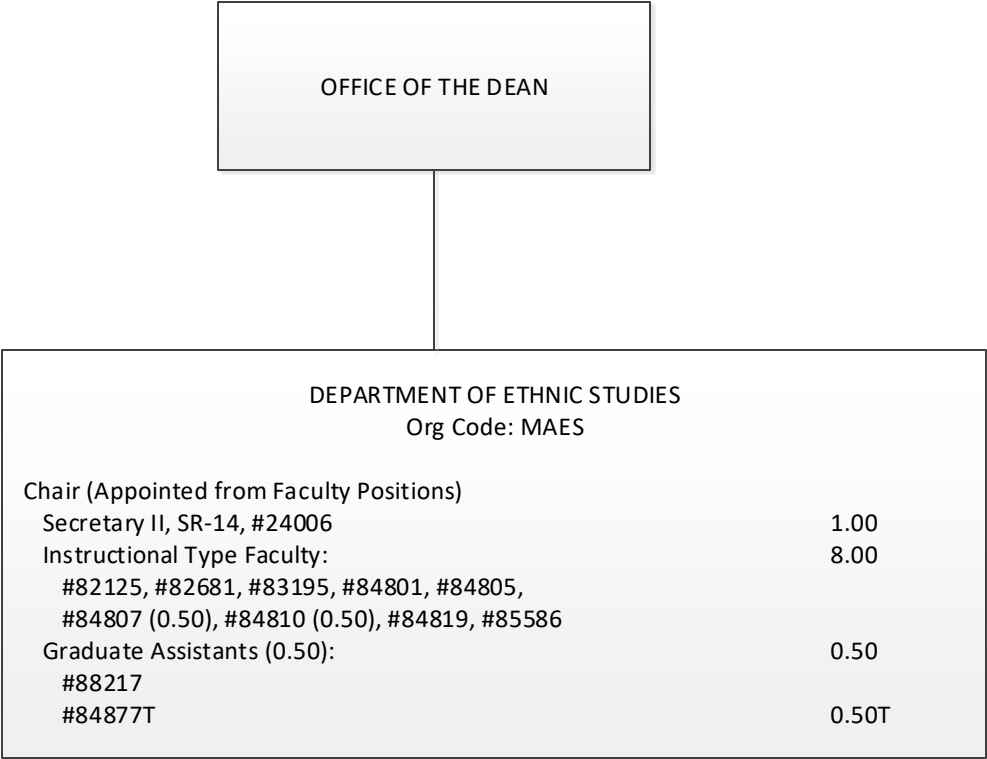 OFFICE OF THE DEAN
DEPARTMENT OF ETHNIC STUDIES
Org Code: MAES
Chair (Appointed from Faculty Positions)
Secretary II, SR-14, #24006 1.00
Instructional Type Faculty: 8.00
#82125, #82681, #83195, #84801, #84805,
#84807 (0.50), #84810 (0.50), #84819, #85586
Graduate Assistants (0.50): 0.50
#88217
#84877T 0.50T